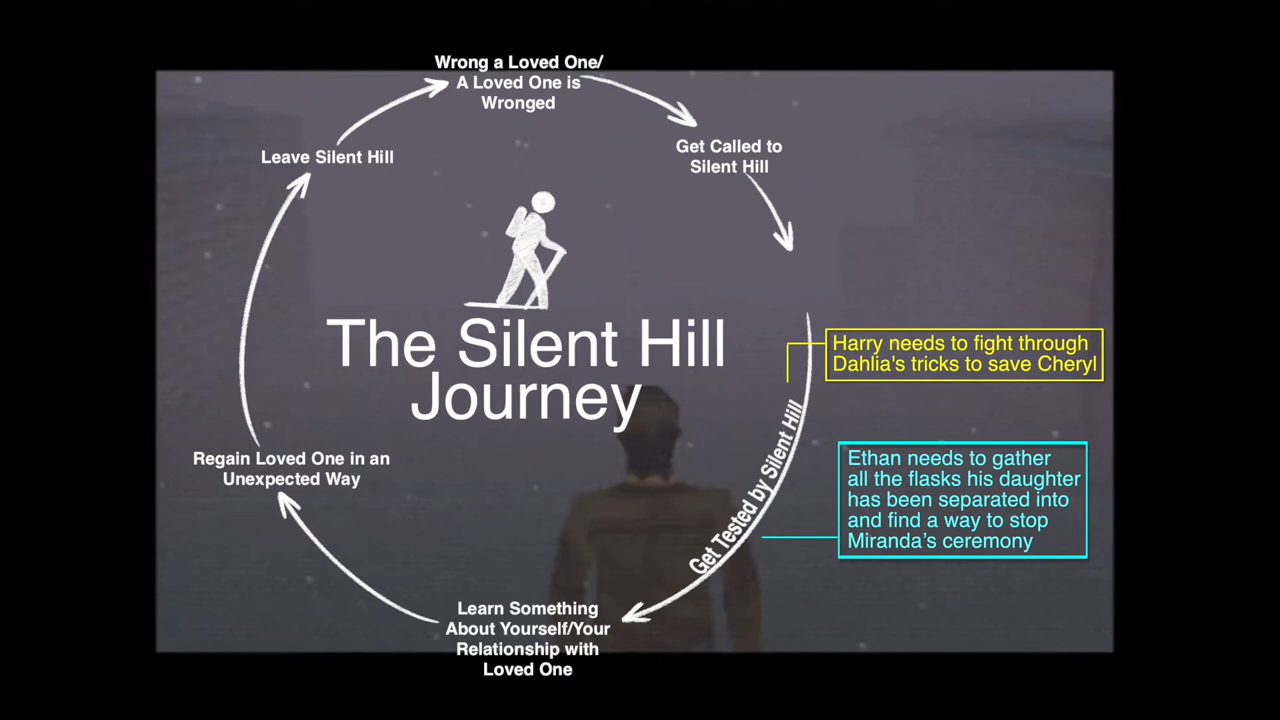 Wrong a Loved One/
A Loved One is
Wronged
Get Called to
Silent Hill
Leave Silent Hill
The Silent Hill
Journey
Harry needs to fight through
Dahlia's tricks to save Cheryl
Get Tested by Silent Hill
Ethan needs to gather
all the flasks his daughter
has been separated into
and find a way to stop
Miranda’s ceremony
Regain Loved One in an
Unexpected Way
Learn Something
About Yourself/Your
Relationship with
Loved One